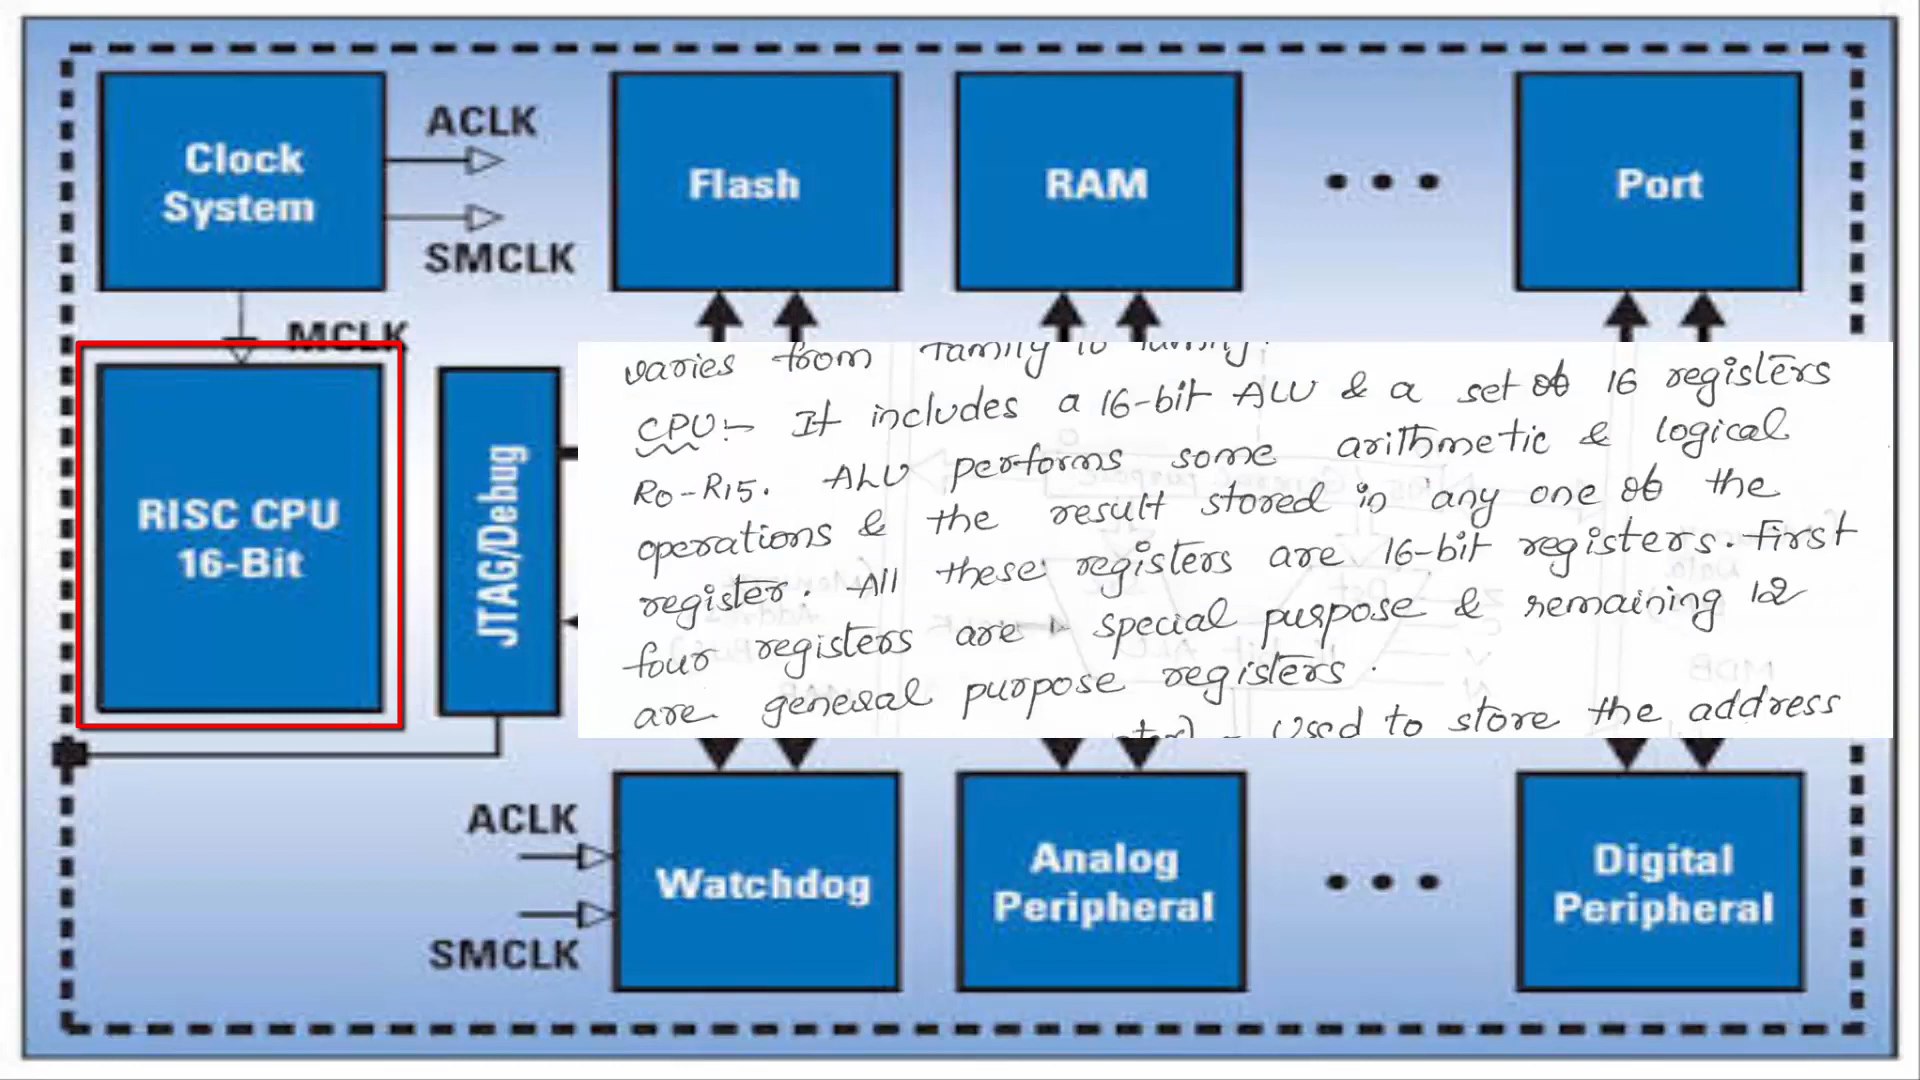 ACLK
Clock
System
Flash
RAM
Port
SMCLK
MCLK
varies from family to family.
CPU:- It includes a 16-bit ALU & a set of 16 registers
R0-R15. ALU performs some arithmetic & logical
operations & the result stored in any one of the
register. All these registers are 16-bit registers. First
four registers are special purpose & remaining 12
are general purpose registers.
Used to store the address
RISC CPU
16-Bit
JTAG/Debug
ACLK
Watchdog
SMCLK
Analog
Peripheral
Digital
Peripheral